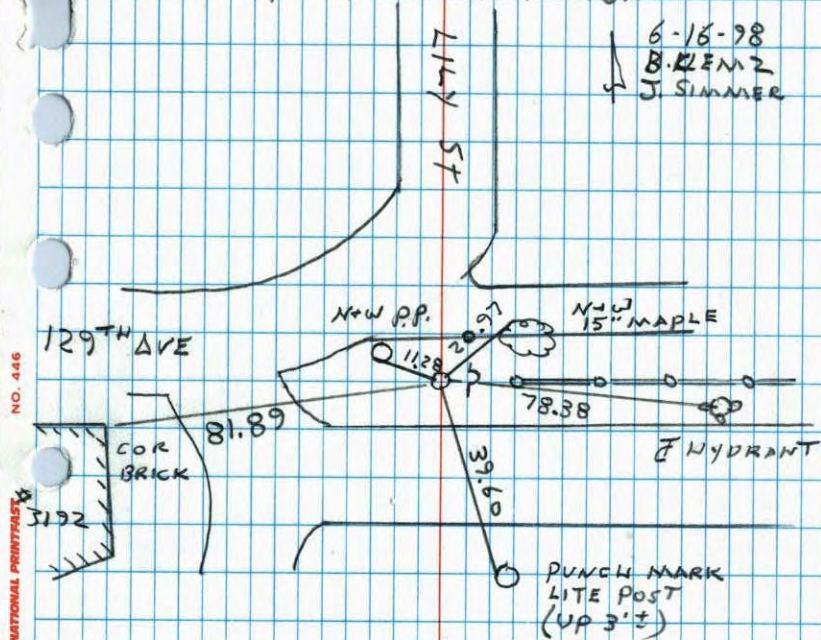 6-16-98
B. KLEMZ
J. SIMMER
LILY ST
N+W P.P.
N+W
15" MAPLE
129TH AVE
11.28
2.97
78.38
81.89
COR
BRICK
HYDRANT
39.60
3192
PUNCH MARK
LITE POST
(UP 3'±)
NO. 446
NATIONAL PRINTFAST